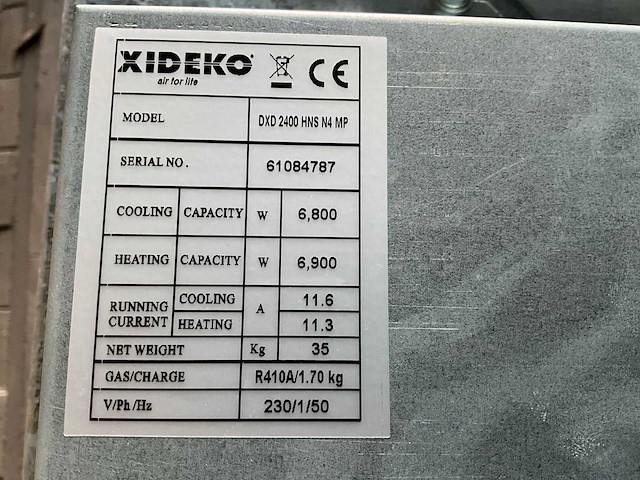 XIDEKO CE
air for life
MODEL DXD 2400 HNS N4 MP
SERIAL NO. 61084787
COOLING CAPACITY W 6,800
HEATING CAPACITY W 6,900
RUNNING CURRENT COOLING A 11.6
HEATING 11.3
NET WEIGHT Kg 35
GAS/CHARGE R410A/1.70 kg
V/Ph /Hz 230/1/50